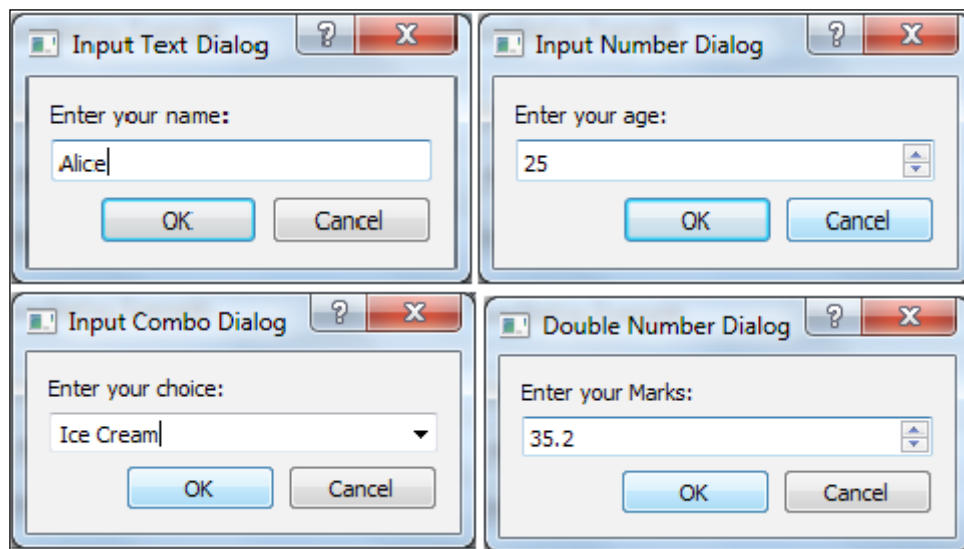 Input Text Dialog
Enter your name:
Alice
OK
Cancel
Input Number Dialog
Enter your age:
25
OK
Cancel
Input Combo Dialog
Enter your choice:
Ice Cream
OK
Cancel
Double Number Dialog
Enter your Marks:
35.2
OK
Cancel